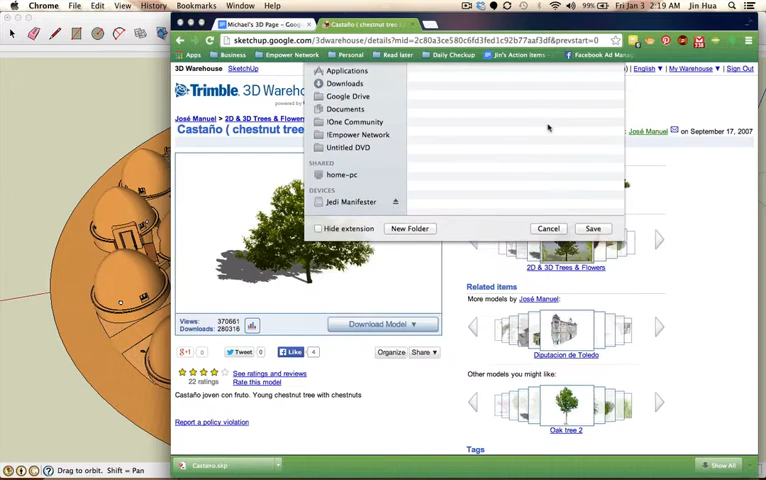 Chrome File Edit View History Bookmarks Window Help
99% Fri Jan 3 2:19 AM Jin Hua
Michael's 3D Page - Goog
Castaño ( chestnut tree
sketchup.google.com/3dwarehouse/details?mid=2c80a3ce580c6fd3fed1c92b77aaf3df&prevstart=0
Apps Business Empower Network Personal Read later Daily Checkup Jin's Action items Facebook Ad Manag
3D Warehouse SketchUp
English ▼ | My Warehouse ▼ | Sign Out
Trimble. 3D Wareho
José Manuel > 2D & 3D Trees &
Castaño ( chestnut tree
José Manuel on September 17, 2007
Applications
Downloads
Google Drive
Documents
!One Community
!Empower Network
Untitled DVD
SHARED
home-pc
DEVICES
Jedi Manifester
Hide extension New Folder Cancel Save
2D & 3D Trees & Flowers
Related items
More models by José Manuel:
Diputacion de Toledo
Other models you might like:
Oak tree 2
Tags
Views: 370661
Downloads: 280316
Download Model ▼
+1 0 Tweet 0 Like 4 Organize Share ▼
See ratings and reviews
22 ratings Rate this model
Castaño joven con fruto. Young chestnut tree with chestnuts
Report a policy violation
Castano.skp
Show All
Drag to orbit. Shift = Pan